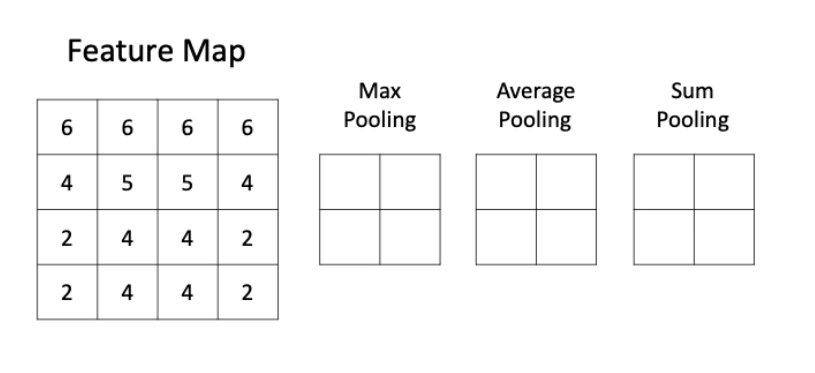 Feature Map
Max
Pooling
Average
Pooling
Sum
Pooling
6 6 6 6
4 5 5 4
2 4 4 2
2 4 4 2